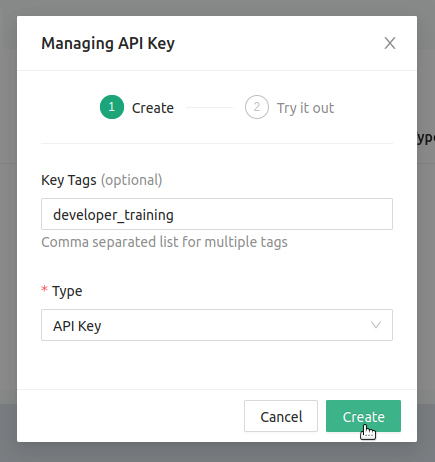 Managing API Key
1 Create
2 Try it out
Key Tags (optional)
developer_training
Comma separated list for multiple tags
* Type
API Key
Cancel
Create